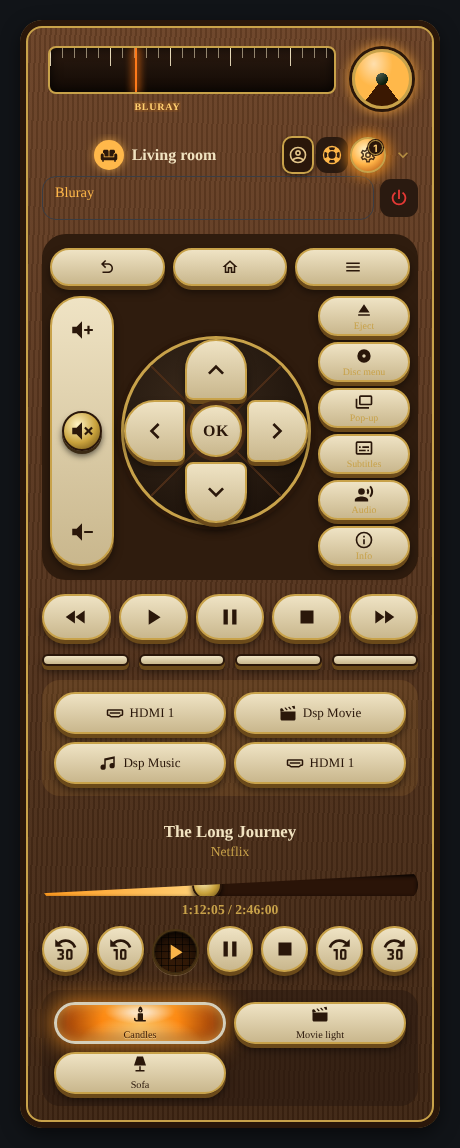 BLURAY
Living room
1
Bluray
Eject
Disc menu
Pop-up
OK
Subtitles
Audio
Info
HDMI 1
Dsp Movie
Dsp Music
HDMI 1
The Long Journey
Netflix
1:12:05 / 2:46:00
30
10
10
30
Candles
Movie light
Sofa